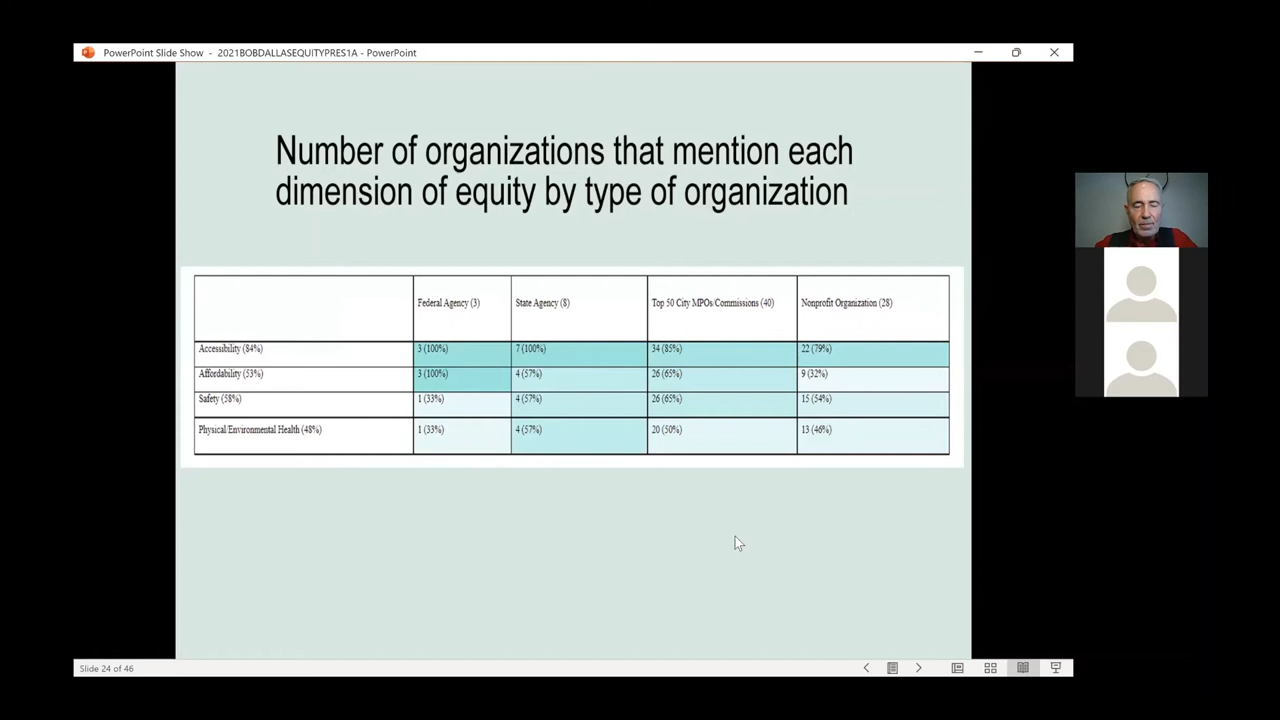 PowerPoint Slide Show - 2021BOBDALLASEQUITYPRES1A - PowerPoint
Number of organizations that mention each
dimension of equity by type of organization
Federal Agency (3) State Agency (8) Top 50 City MPOs/Commissions (40) Nonprofit Organization (28)
Accessibility (84%) 3 (100%) 7 (100%) 34 (85%) 22 (79%)
Affordability (53%) 3 (100%) 4 (57%) 26 (65%) 9 (32%)
Safety (58%) 1 (33%) 4 (57%) 26 (65%) 15 (54%)
Physical/Environmental Health (48%) 1 (33%) 4 (57%) 20 (50%) 13 (46%)
Slide 24 of 46